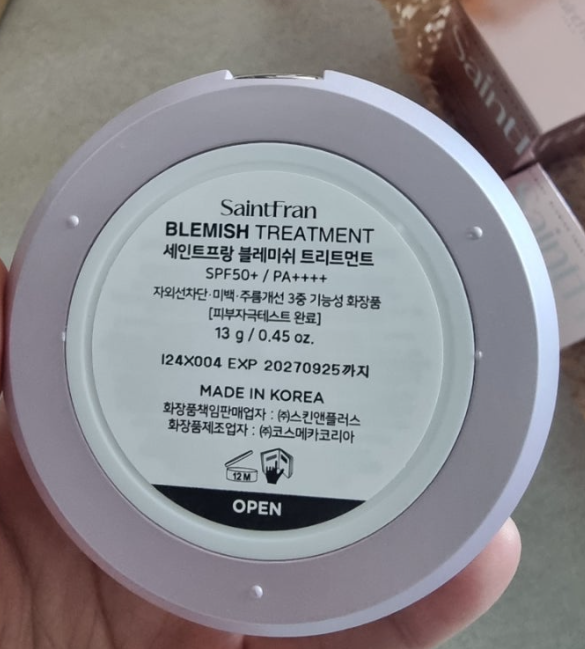 SaintFran
BLEMISH TREATMENT
세인트프랑 블레미쉬 트리트먼트
SPF50+ / PA++++
자외선차단·미백·주름개선 3중 기능성 화장품
[피부자극테스트 완료]
13 g / 0.45 oz.
I24X004 EXP 20270925까지
MADE IN KOREA
화장품책임판매업자 : ㈜스킨앤플러스
화장품제조업자 : ㈜코스메카코리아
12 M
OPEN